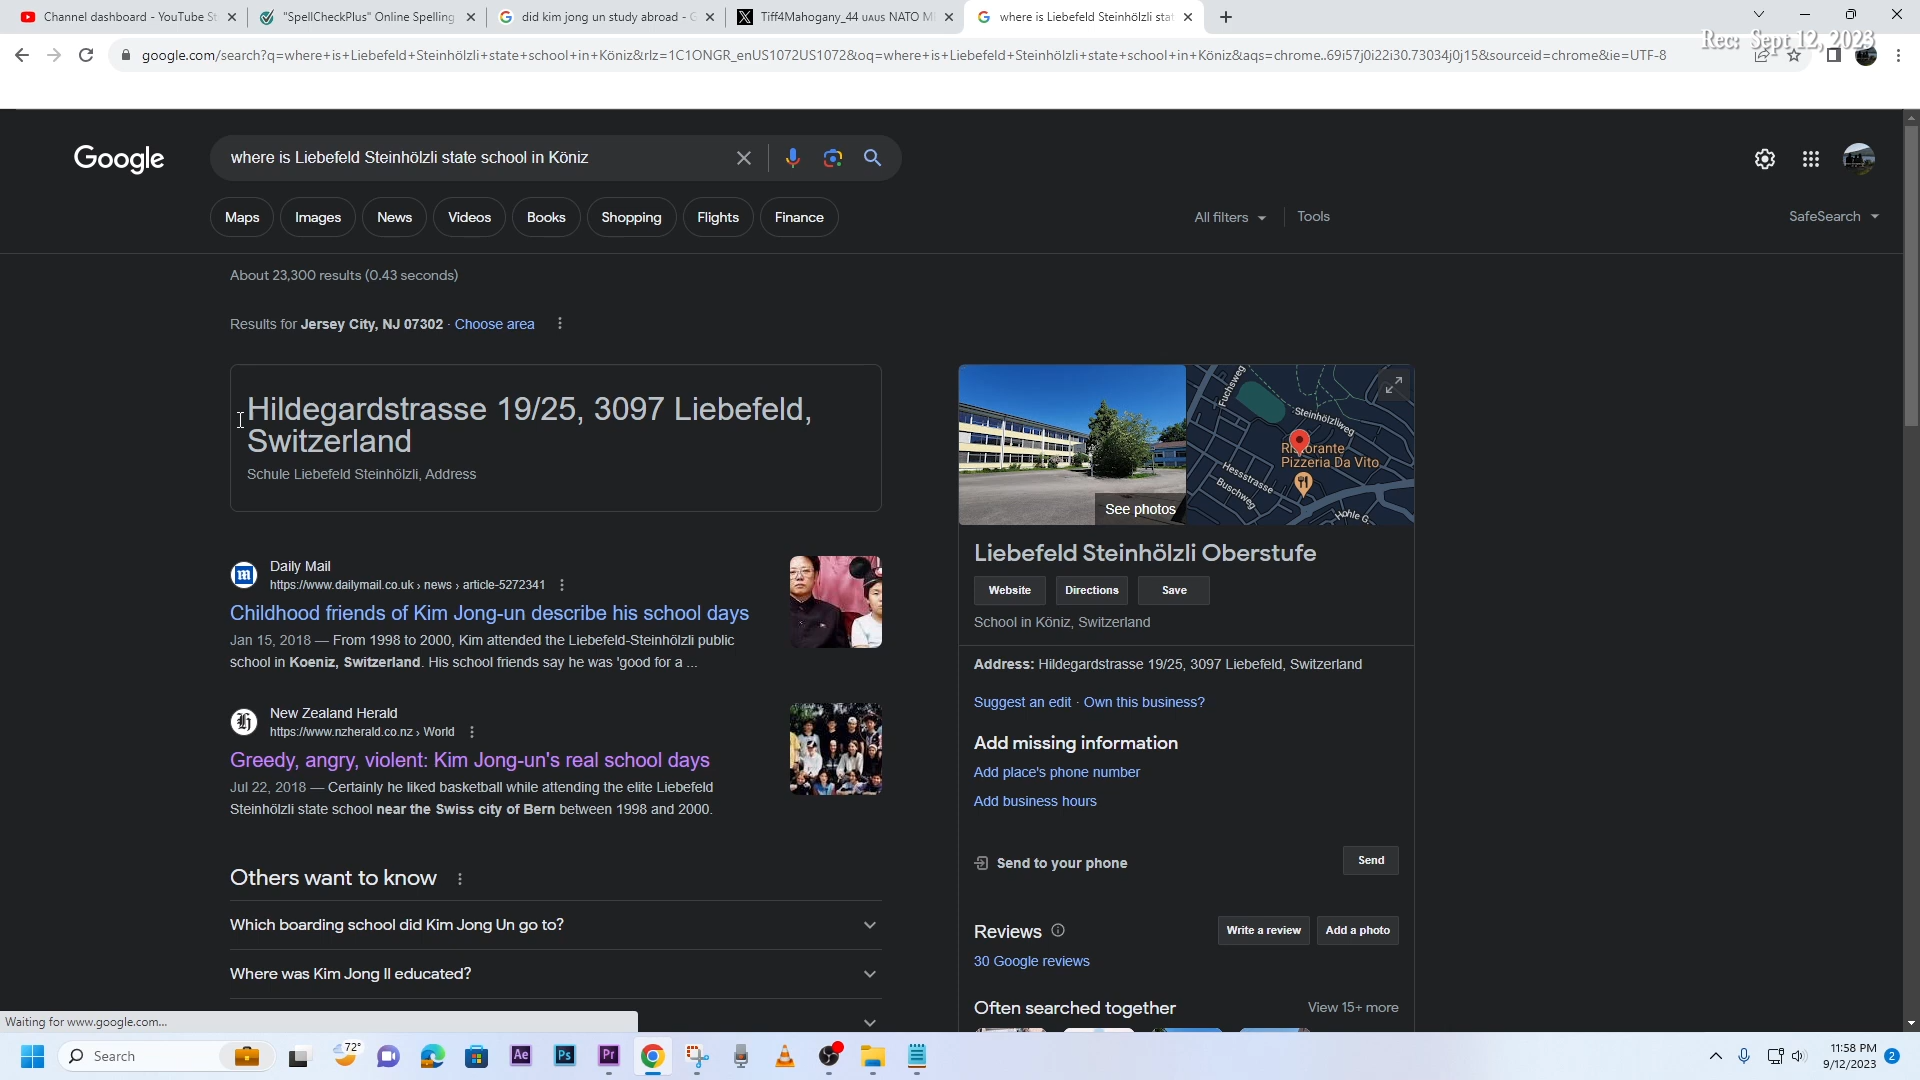 Channel dashboard - YouTube St
"SpellCheckPlus" Online Spelling
did kim jong un study abroad - G
Tiff4Mahogany_44 UAUS NATO M
where is Liebefeld Steinhölzli stat
Rec: Sept 12, 2023
google.com/search?q=where+is+Liebefeld+Steinhölzli+state+school+in+Köniz&rlz=1C1ONGR_enUS1072US1072&oq=where+is+Liebefeld+Steinhölzli+state+school+in+Köniz&aqs=chrome..69i57j0i22i30.73034j0j15&sourceid=chrome&ie=UTF-8
Google
where is Liebefeld Steinhölzli state school in Köniz
Maps
Images
News
Videos
Books
Shopping
Flights
Finance
All filters
Tools
SafeSearch
About 23,300 results (0.43 seconds)
Results for Jersey City, NJ 07302 · Choose area
Hildegardstrasse 19/25, 3097 Liebefeld,
Switzerland
Schule Liebefeld Steinhölzli, Address
Daily Mail
https://www.dailymail.co.uk › news › article-5272341
Childhood friends of Kim Jong-un describe his school days
Jan 15, 2018 — From 1998 to 2000, Kim attended the Liebefeld-Steinhölzli public
school in Koeniz, Switzerland. His school friends say he was 'good for a ...
New Zealand Herald
https://www.nzherald.co.nz › World
Greedy, angry, violent: Kim Jong-un's real school days
Jul 22, 2018 — Certainly he liked basketball while attending the elite Liebefeld
Steinhölzli state school near the Swiss city of Bern between 1998 and 2000.
Others want to know
Which boarding school did Kim Jong Un go to?
Where was Kim Jong Il educated?
Fuchsweg
Steinhölzliweg
Ristorante
Pizzeria Da Vito
Hessstrasse
Buschweg
Hohle G.
See photos
Liebefeld Steinhölzli Oberstufe
Website
Directions
Save
School in Köniz, Switzerland
Address: Hildegardstrasse 19/25, 3097 Liebefeld, Switzerland
Suggest an edit · Own this business?
Add missing information
Add place's phone number
Add business hours
Send to your phone
Send
Reviews
Write a review
Add a photo
30 Google reviews
Often searched together
View 15+ more
Waiting for www.google.com...
Search
72°
Ae
Ps
Pr
11:58 PM
9/12/2023
2